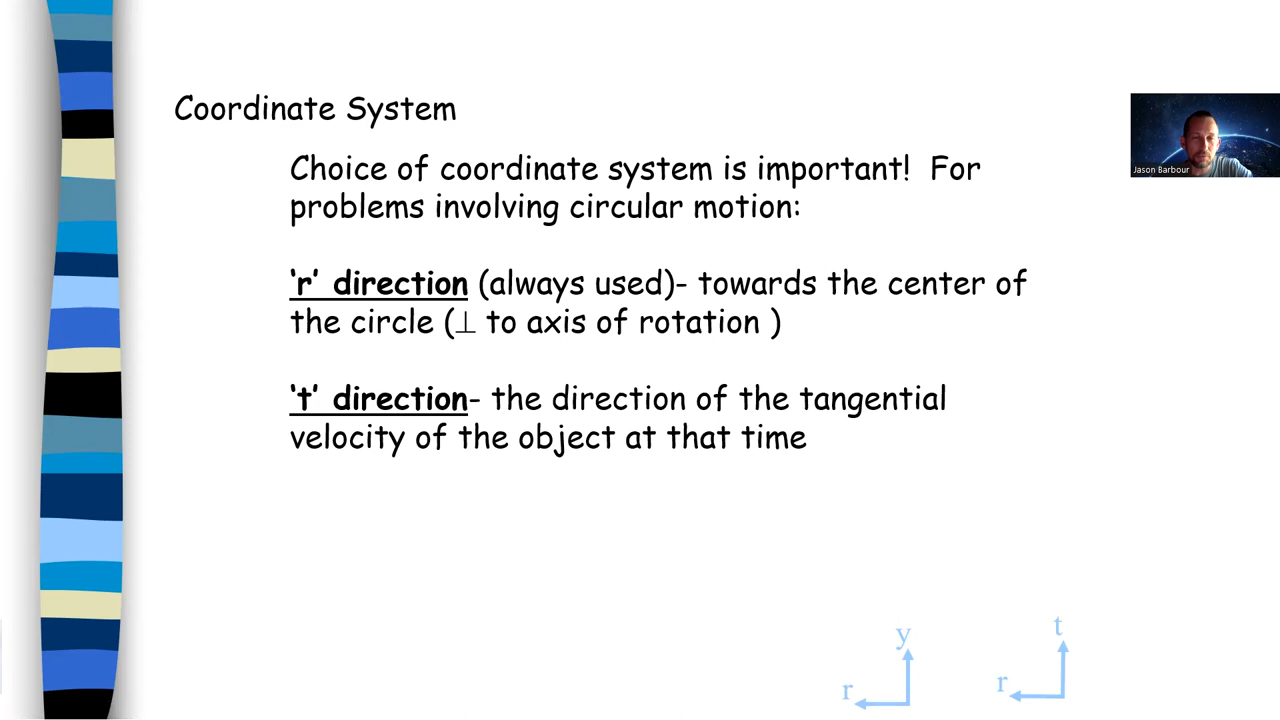 Coordinate System
Choice of coordinate system is important!  For
problems involving circular motion:
‘r’ direction (always used)- towards the center of
the circle (⊥ to axis of rotation )
‘t’ direction- the direction of the tangential
velocity of the object at that time
Jason Barbour
y
r
t
r